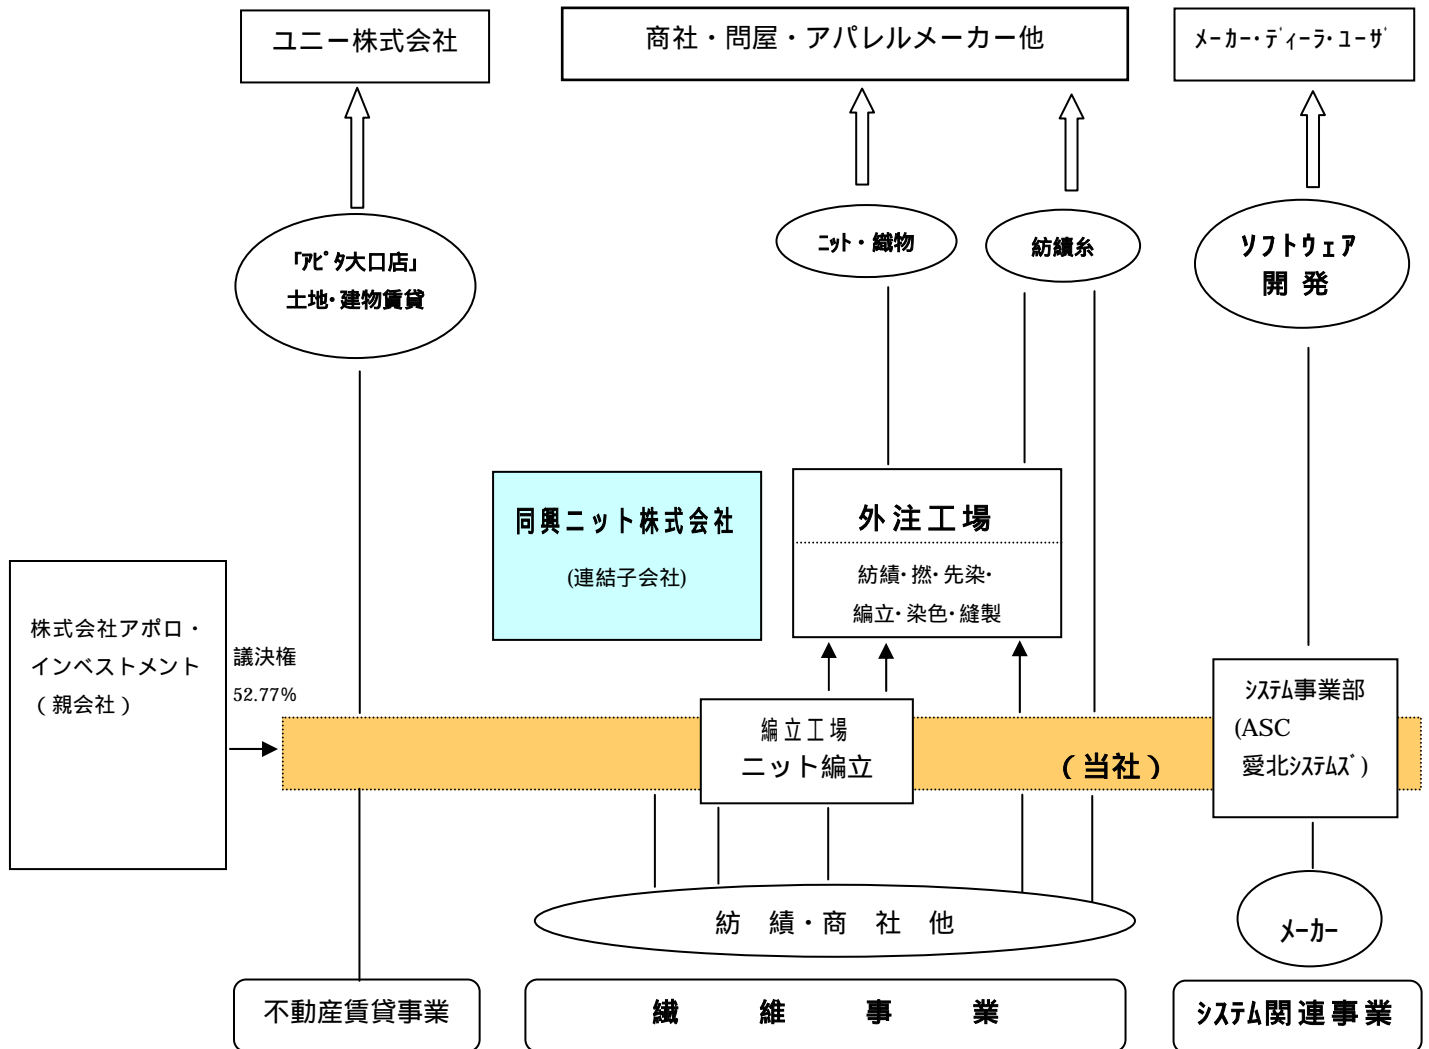 ユニー株式会社
商社・問屋・アパレルメーカー他
ﾒｰｶｰ・ﾃﾞｨｰﾗ・ﾕｰｻﾞ
「ｱﾋﾟﾀ大口店」
土地・建物賃貸
ﾆｯﾄ・織物
紡績糸
ｿﾌﾄｳｪｱ
開 発
同興ニット株式会社
(連結子会社)
外注工場
紡績・撚・先染・
編立・染色・縫製
株式会社アポロ・
インベストメント
（親会社）
議決権
52.77%
編立工場
ニット編立
（当社）
ｼｽﾃﾑ事業部
(ASC
愛北ｼｽﾃﾑｽﾞ)
紡 績・商 社 他
ﾒｰｶｰ
不動産賃貸事業
繊 維 事 業
ｼｽﾃﾑ関連事業